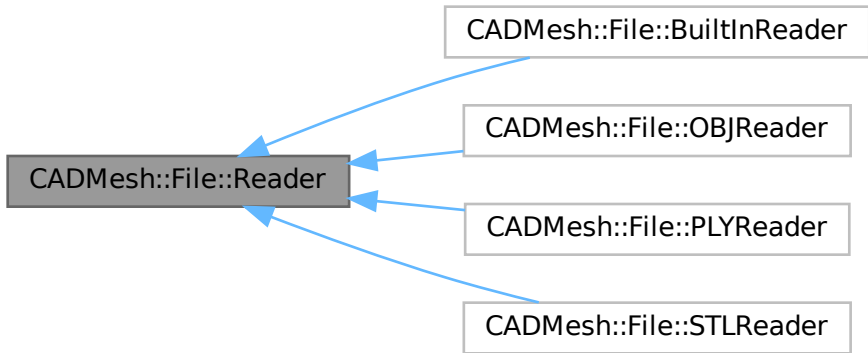 CADMesh::File::BuiltInReader
CADMesh::File::OBJReader
CADMesh::File::Reader
CADMesh::File::PLYReader
CADMesh::File::STLReader